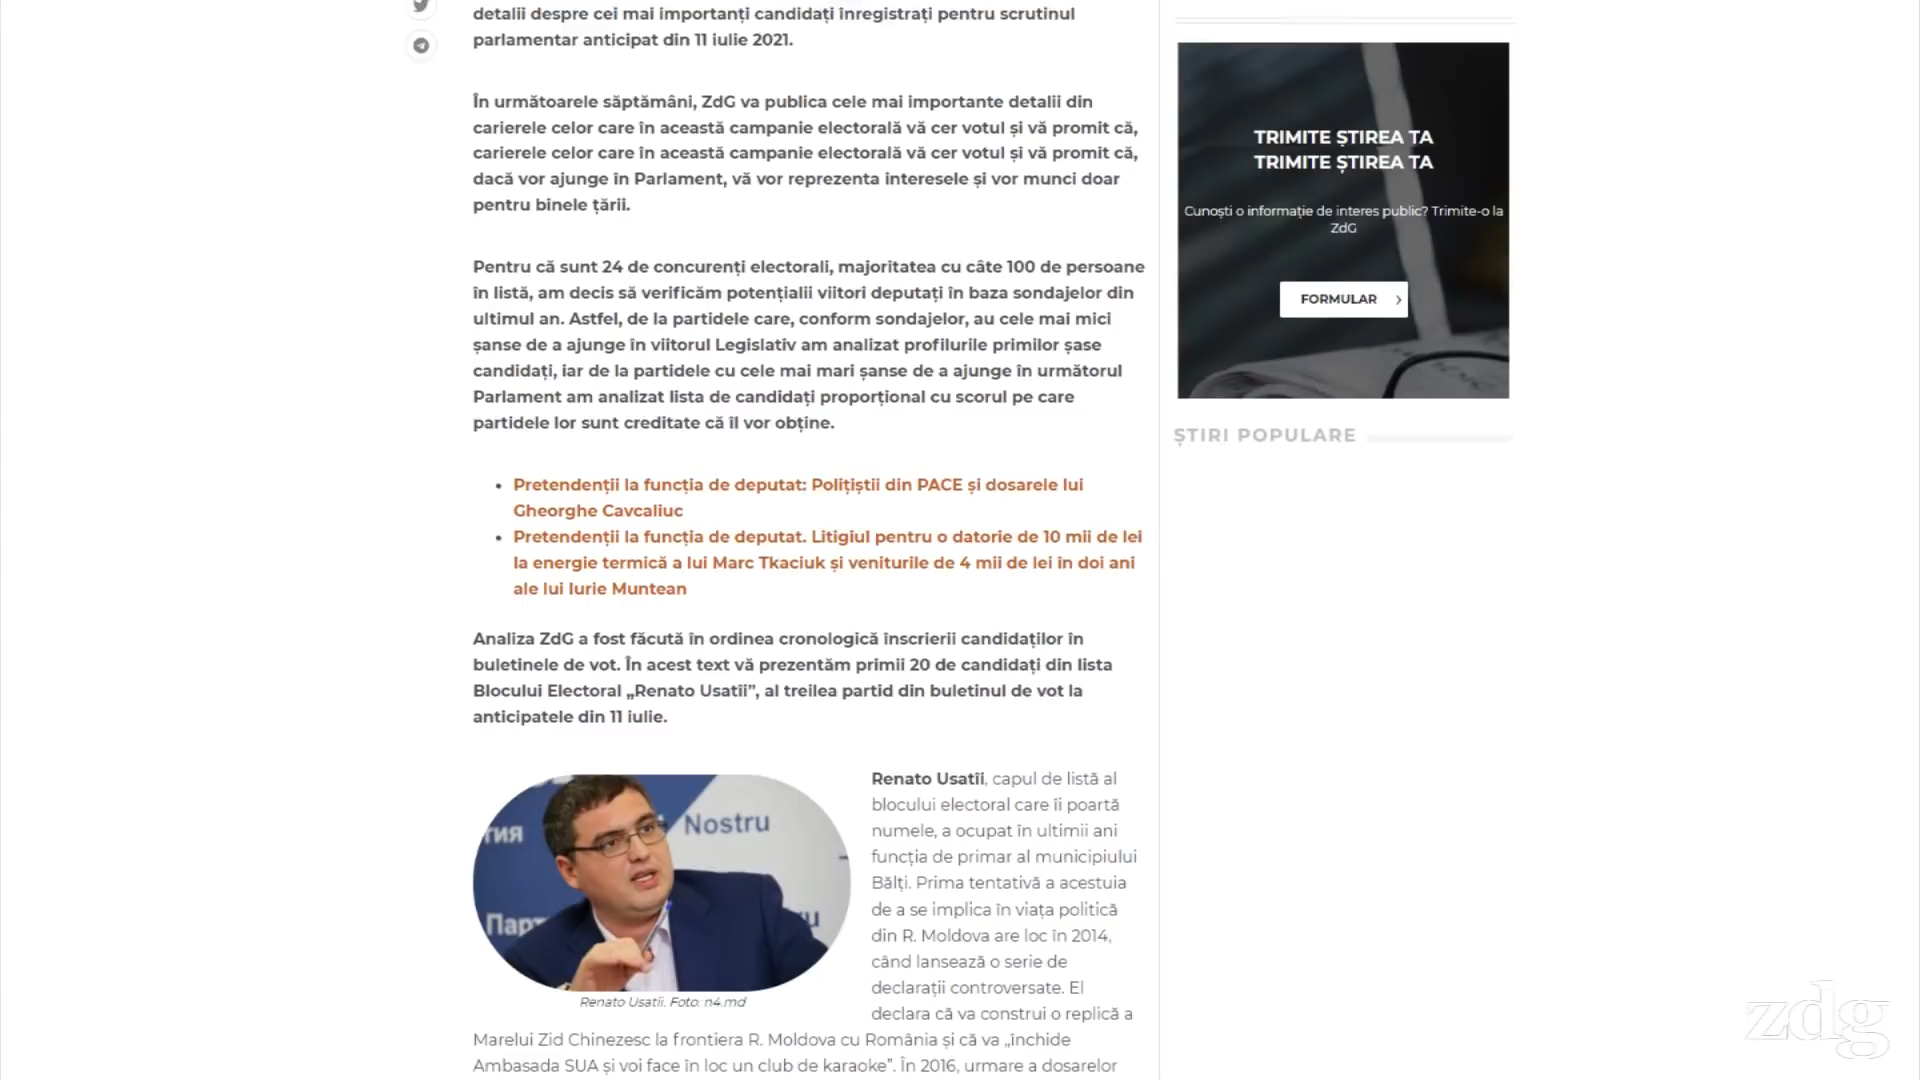 detalii despre cei mai importanți candidați înregistrați pentru scrutinul
parlamentar anticipat din 11 iulie 2021.
În următoarele săptămâni, ZdG va publica cele mai importante detalii din
carierele celor care în această campanie electorală vă cer votul și vă promit că,
carierele celor care în această campanie electorală vă cer votul și vă promit că,
dacă vor ajunge în Parlament, vă vor reprezenta interesele și vor munci doar
pentru binele țării.
Pentru că sunt 24 de concurenți electorali, majoritatea cu câte 100 de persoane
în listă, am decis să verificăm potențialii viitori deputați în baza sondajelor din
ultimul an. Astfel, de la partidele care, conform sondajelor, au cele mai mici
șanse de a ajunge în viitorul Legislativ am analizat profilurile primilor șase
candidați, iar de la partidele cu cele mai mari șanse de a ajunge în următorul
Parlament am analizat lista de candidați proporțional cu scorul pe care
partidele lor sunt creditate că îl vor obține.
• Pretendenții la funcția de deputat: Polițiștii din PACE și dosarele lui
Gheorghe Cavcaliuc
• Pretendenții la funcția de deputat. Litigiul pentru o datorie de 10 mii de lei
la energie termică a lui Marc Tkaciuk și veniturile de 4 mii de lei în doi ani
ale lui Iurie Muntean
Analiza ZdG a fost făcută în ordinea cronologică înscrierii candidaților în
buletinele de vot. În acest text vă prezentăm primii 20 de candidați din lista
Blocului Electoral „Renato Usatîi”, al treilea partid din buletinul de vot la
anticipatele din 11 iulie.
тия
Nostru
Парт
u
Renato Usatîi. Foto: n4.md
Renato Usatîi, capul de listă al
blocului electoral care îi poartă
numele, a ocupat în ultimii ani
funcția de primar al municipiului
Bălți. Prima tentativă a acestuia
de a se implica în viața politică
din R. Moldova are loc în 2014,
când lansează o serie de
declarații controversate. El
declara că va construi o replică a
Marelui Zid Chinezesc la frontiera R. Moldova cu România și că va „închide
Ambasada SUA și voi face în loc un club de karaoke”. În 2016, urmare a dosarelor
TRIMITE ȘTIREA TA
TRIMITE ȘTIREA TA
Cunoști o informație de interes public? Trimite-o la
ZdG
FORMULAR
ȘTIRI POPULARE
zdg